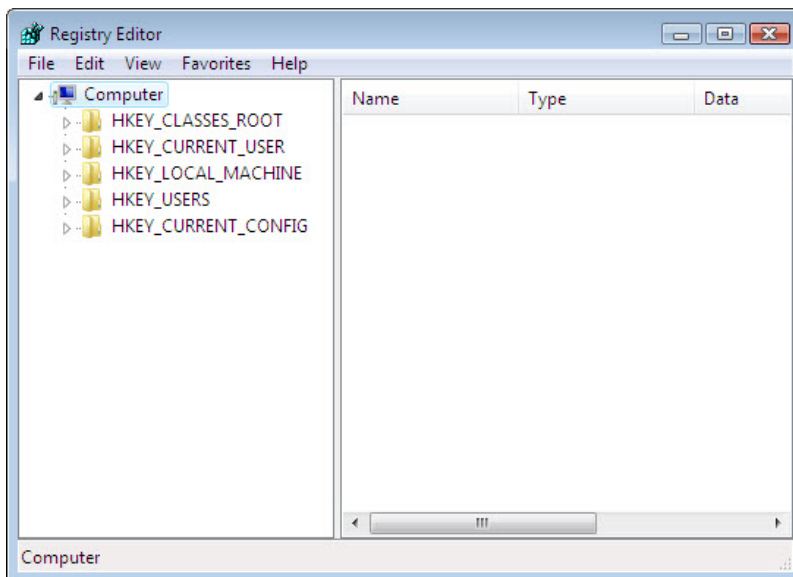 Registry Editor
File Edit View Favorites Help
Computer
HKEY_CLASSES_ROOT
HKEY_CURRENT_USER
HKEY_LOCAL_MACHINE
HKEY_USERS
HKEY_CURRENT_CONFIG
Name Type Data
Computer